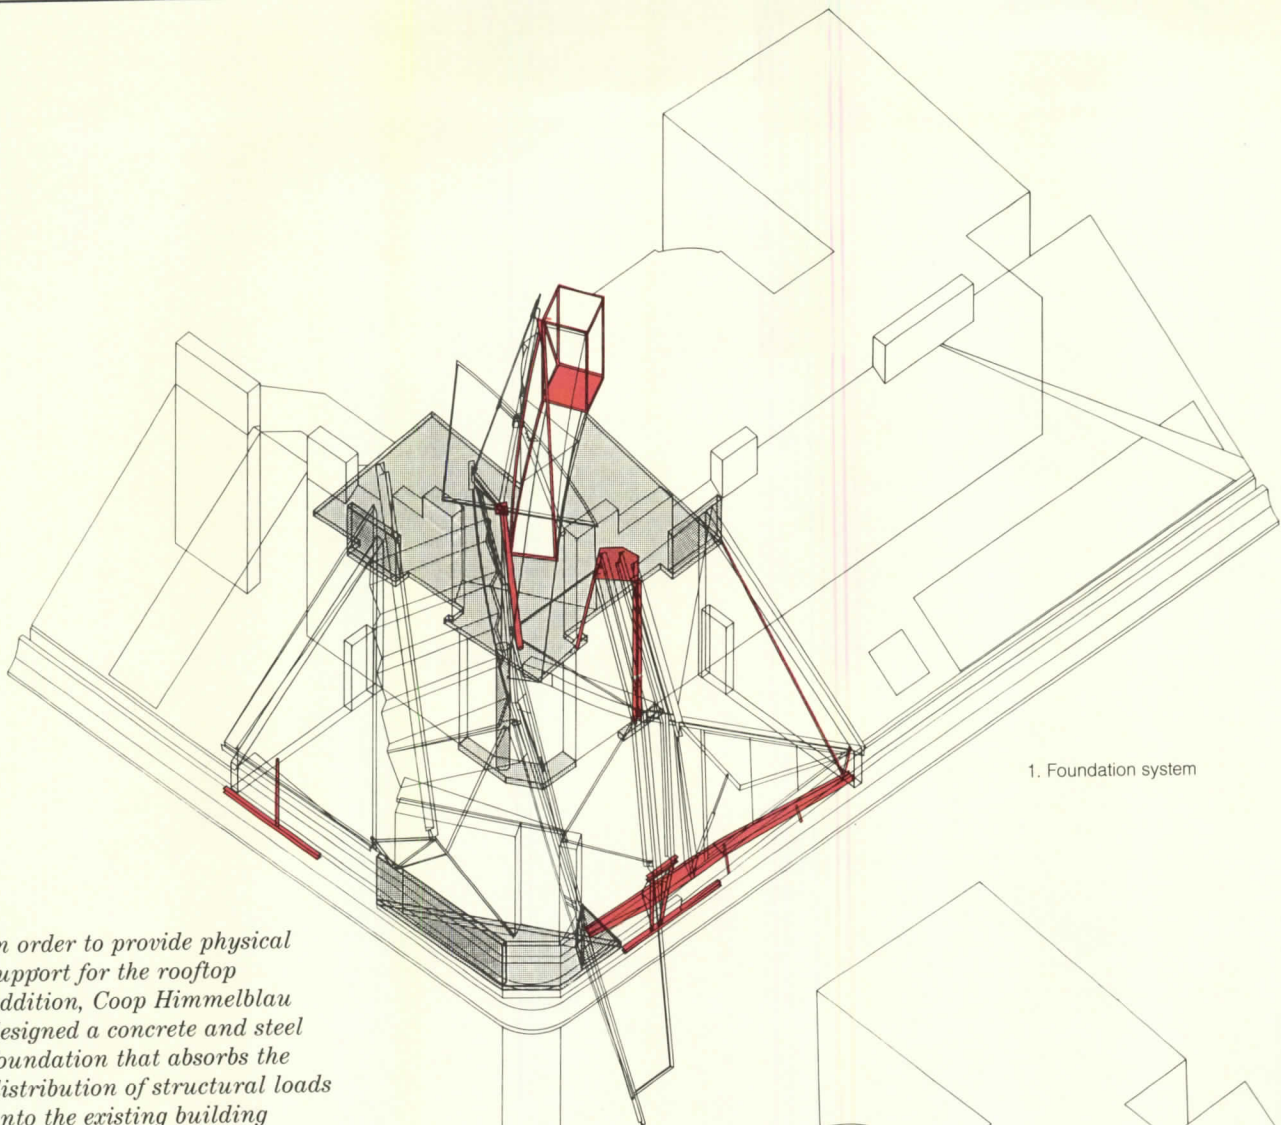 1. Foundation system
n order to provide physical
upport for the rooftop
ddition, Coop Himmelblau
esigned a concrete and steel
oundation that absorbs the
istribution of structural loads
nto the existing building